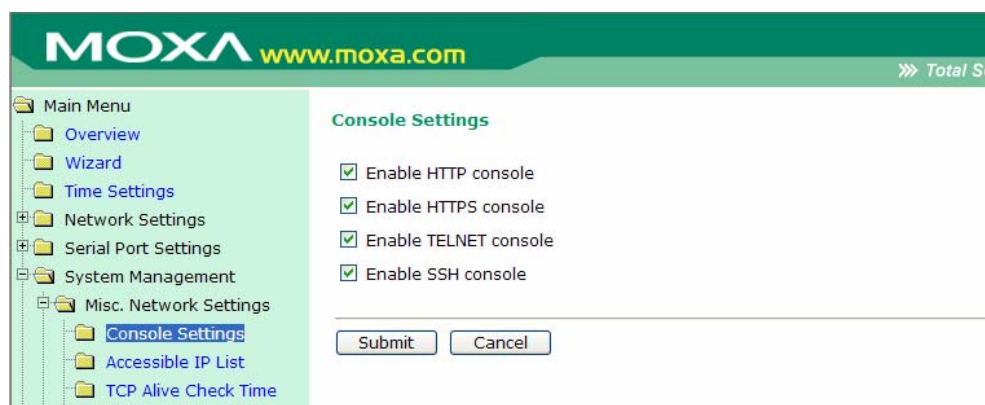 MOXA www.moxa.com
Total S
Main Menu
Overview
Wizard
Time Settings
Network Settings
Serial Port Settings
System Management
Misc. Network Settings
Console Settings
Accessible IP List
TCP Alive Check Time
Console Settings
Enable HTTP console
Enable HTTPS console
Enable TELNET console
Enable SSH console
Submit Cancel